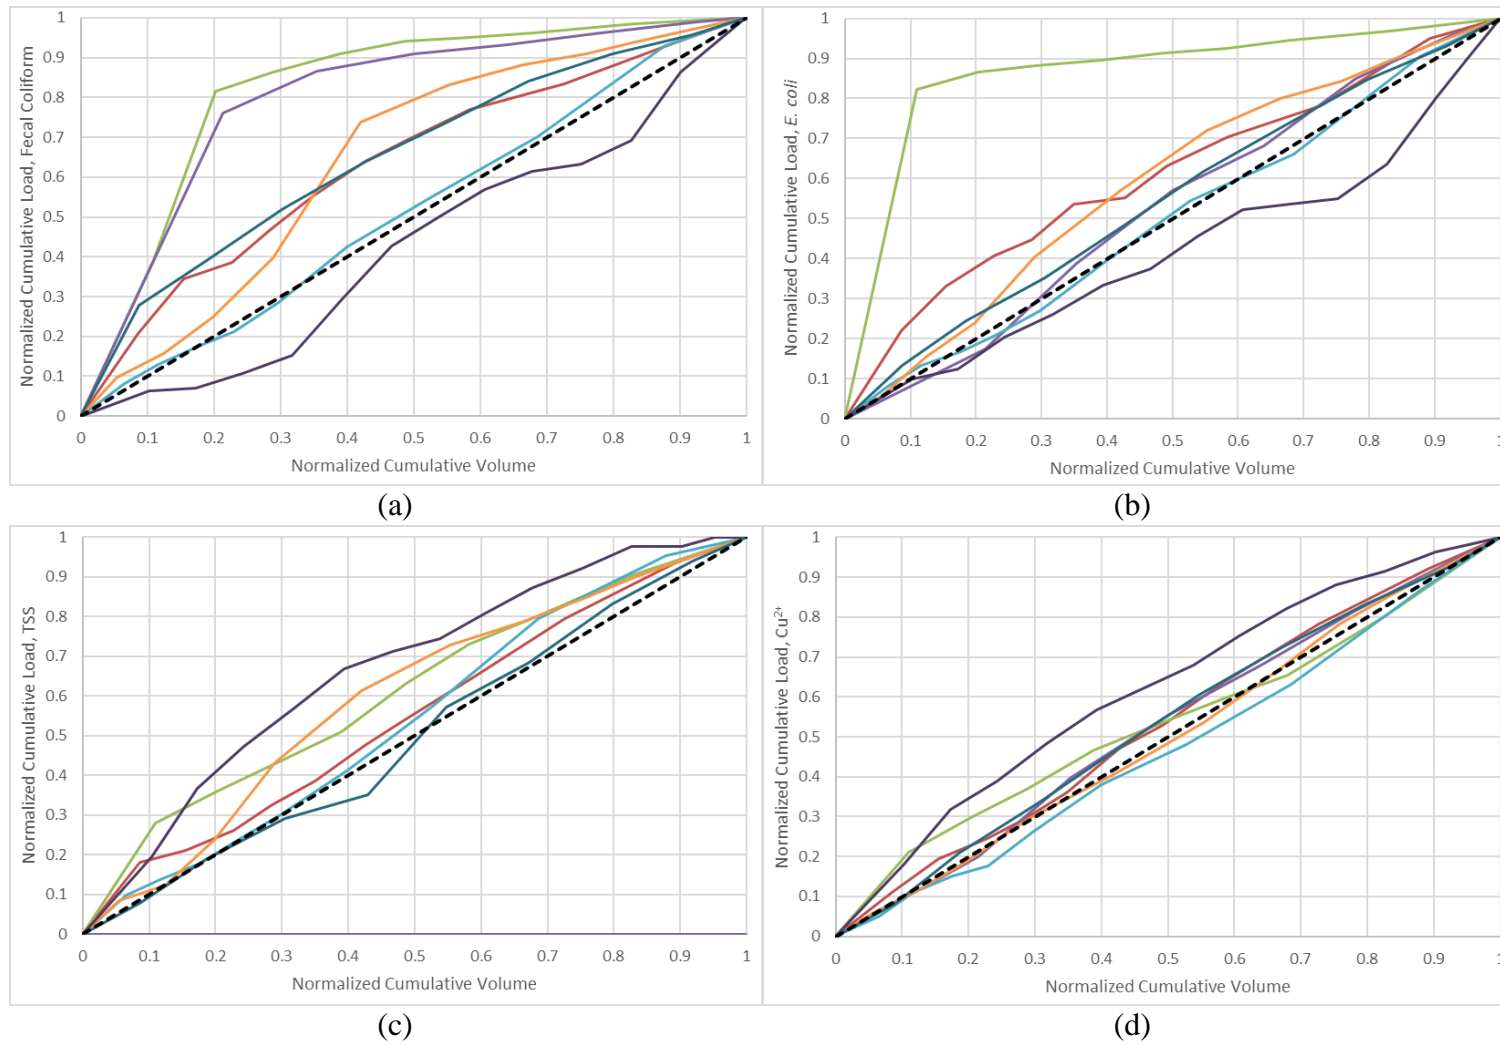 Normalized Cumulative Load, Fecal Coliform
1
0.9
0.8
0.7
0.6
0.5
0.4
0.3
0.2
0.1
0
0 0.1 0.2 0.3 0.4 0.5 0.6 0.7 0.8 0.9 1
Normalized Cumulative Volume
(a)
Normalized Cumulative Load, E. coli
1
0.9
0.8
0.7
0.6
0.5
0.4
0.3
0.2
0.1
0
0 0.1 0.2 0.3 0.4 0.5 0.6 0.7 0.8 0.9 1
Normalized Cumulative Volume
(b)
Normalized Cumulative Load, TSS
1
0.9
0.8
0.7
0.6
0.5
0.4
0.3
0.2
0.1
0
0 0.1 0.2 0.3 0.4 0.5 0.6 0.7 0.8 0.9 1
Normalized Cumulative Volume
(c)
Normalized Cumulative Load, Cu²⁺
1
0.9
0.8
0.7
0.6
0.5
0.4
0.3
0.2
0.1
0
0 0.1 0.2 0.3 0.4 0.5 0.6 0.7 0.8 0.9 1
Normalized Cumulative Volume
(d)